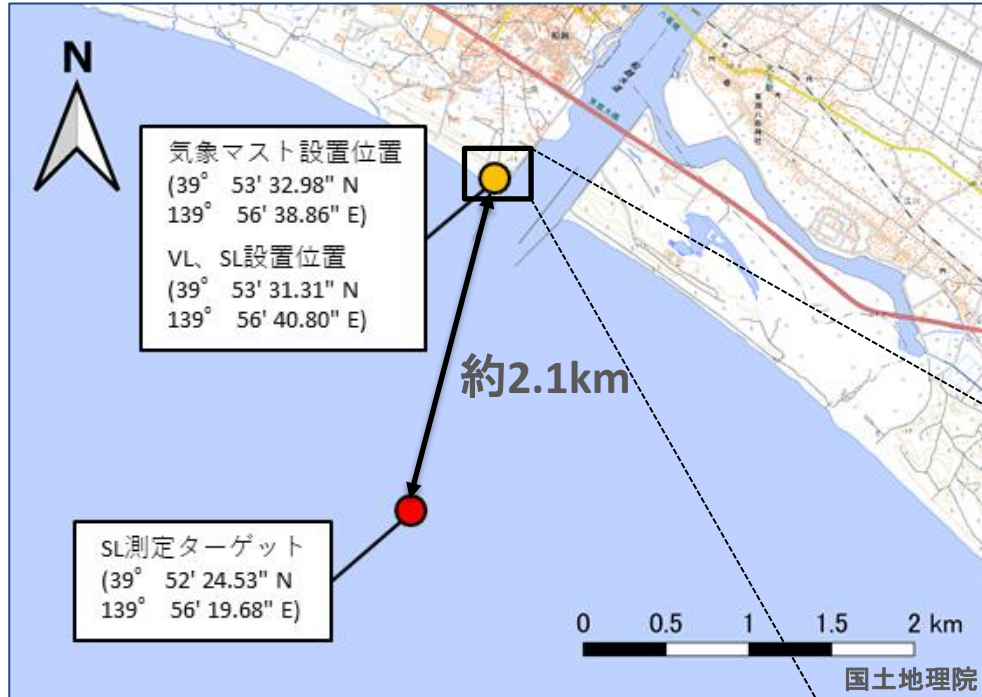 N
気象マスト設置位置
(39° 53' 32.98" N
139° 56' 38.86" E)
VL、SL設置位置
(39° 53' 31.31" N
139° 56' 40.80" E)
約2.1km
SL測定ターゲット
(39° 52' 24.53" N
139° 56' 19.68" E)
0 0.5 1 1.5 2 km
国土地理院